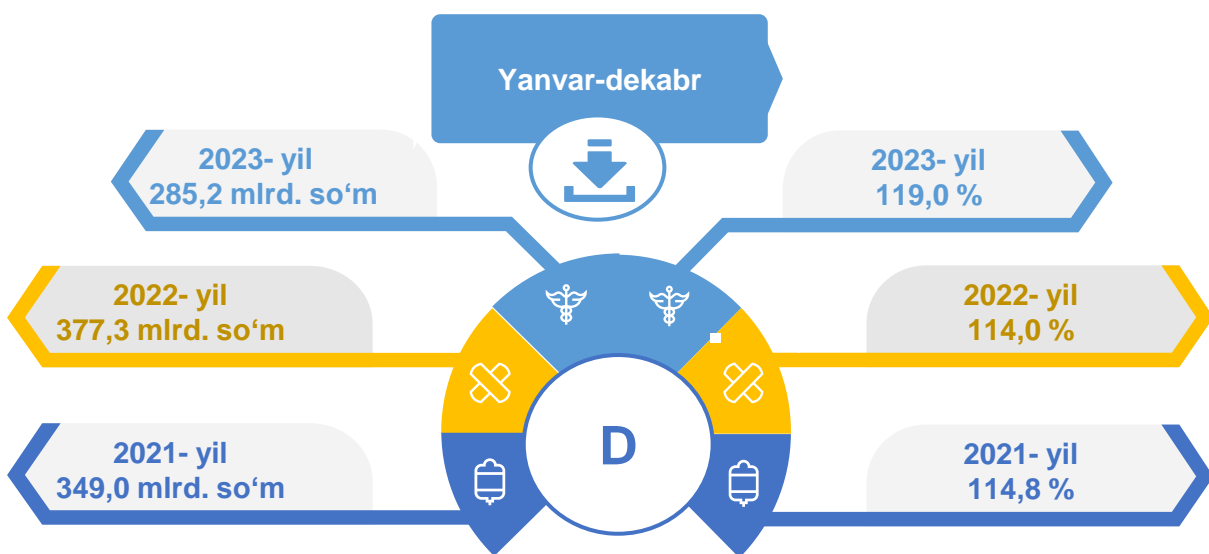 Yanvar-dekabr
2023- yil
285,2 mlrd. so‘m
2023- yil
119,0 %
2022- yil
377,3 mlrd. so‘m
2022- yil
114,0 %
D
2021- yil
349,0 mlrd. so‘m
2021- yil
114,8 %